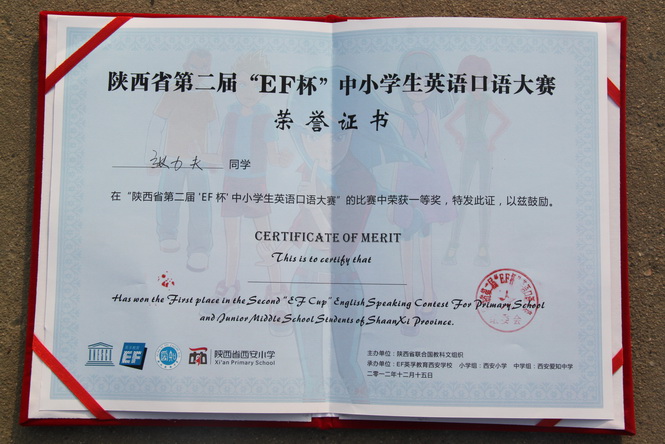 陕西省第二届“EF杯”中小学生英语口语大赛
荣誉证书
力夫 同学
在“陕西省第二届‘EF杯’中小学生英语口语大赛”的比赛中荣获一等奖，特发此证，以兹鼓励。
CERTIFICATE OF MERIT
This is to certify that
Has won the First place in the Second "EF Cup" English Speaking Contest For Primary School
and Junior Middle School Students of ShaanXi Province.
EF
陕西省西安小学
Xi'an Primary School
主办单位：陕西省联合国教科文组织
承办单位：EF英孚教育西安学校 小学组：西安小学 中学组：西安爱知中学
二零一二年十二月十五日